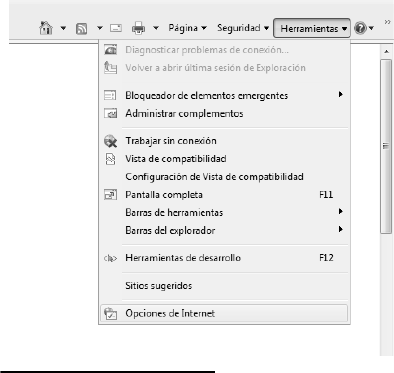 Página Seguridad Herramientas
Diagnosticar problemas de conexión...
Volver a abrir última sesión de Exploración
Bloqueador de elementos emergentes
Administrar complementos
Trabajar sin conexión
Vista de compatibilidad
Configuración de Vista de compatibilidad
Pantalla completa F11
Barras de herramientas
Barras del explorador
Herramientas de desarrollo F12
Sitios sugeridos
Opciones de Internet